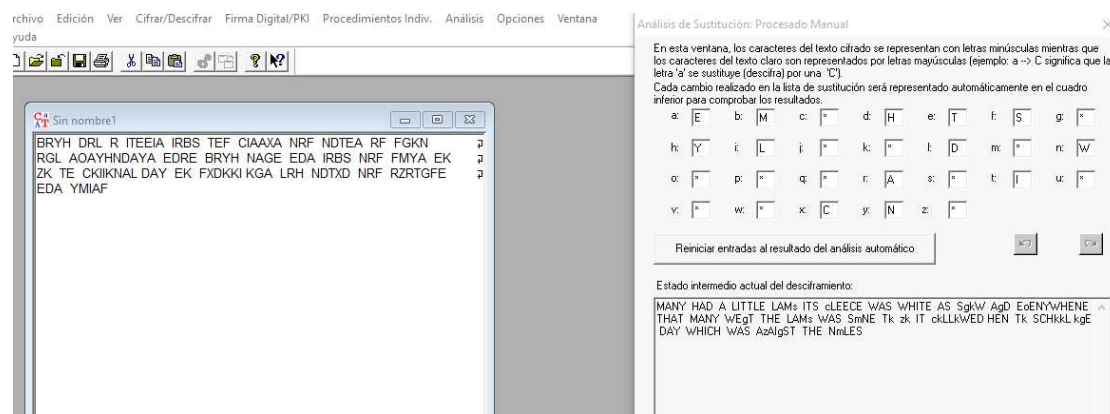 rchivo Edición Ver Cifrar/Descifrar Firma Digital/PKI Procedimientos Indiv. Análisis Opciones Ventana
yuda
Sin nombre1
BRYH DRL R ITEEIA IRBS TEF CIAAXA NRF NDTEA RF FGKN
RGL AOAYHNDAYA EDRE BRYH NAGE EDA IRBS NRF FMYA EK
ZK TE CKIIKNAL DAY EK FXDKKI KGA LRH NDTXD NRF RZRTGFE
EDA YMIAF
Análisis de Sustitución: Procesado Manual
En esta ventana, los caracteres del texto cifrado se representan con letras minúsculas mientras que
los caracteres del texto claro son representados por letras mayúsculas (ejemplo: a --> C significa que la
letra 'a' se sustituye (descifra) por una 'C').
Cada cambio realizado en la lista de sustitución será representado automáticamente en el cuadro
inferior para comprobar los resultados.
a: E b: M c: * d: H e: T f: S g: *
h: Y i: L j: * k: * l: D m: * n: W
o: * p: * q: * r: A s: * t: I u: *
v: * w: * x: C y: N z: *
Reiniciar entradas al resultado del análisis automático
Estado intermedio actual del desciframiento:
MANY HAD A LITTLE LAMs ITS cLEECE WAS WHITE AS SgkW AgD EoENYWHENE
THAT MANY WEgT THE LAMs WAS SmNE Tk zk IT ckLLkWED HEN Tk SCHkkL kgE
DAY WHICH WAS AzAIgST THE NmLES